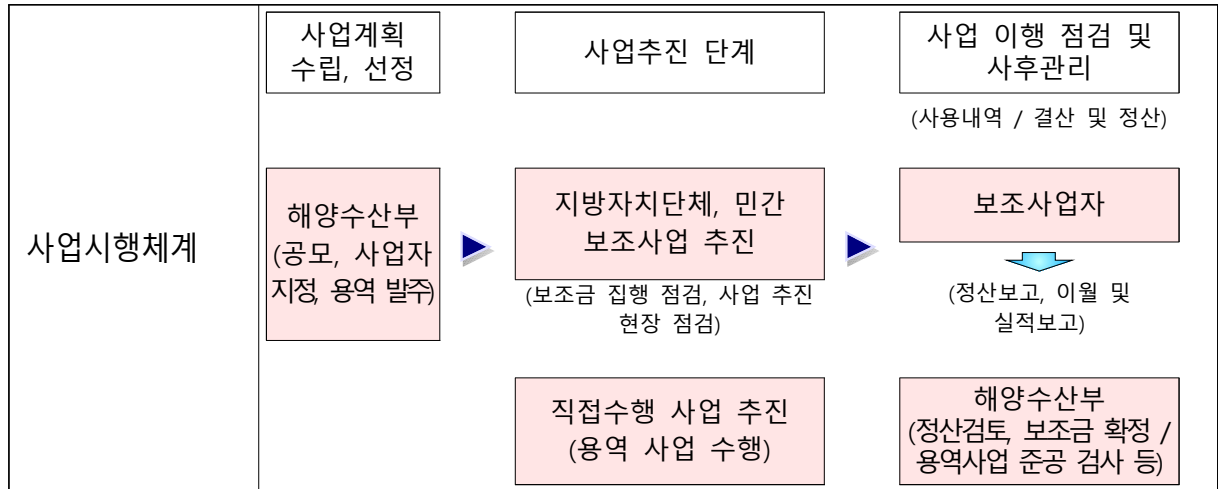 사업시행체계
사업계획
수립, 선정
사업추진 단계
사업 이행 점검 및
사후관리
(사용내역 / 결산 및 정산)
해양수산부
(공모, 사업자
지정, 용역 발주)
지방자치단체, 민간
보조사업 추진
(보조금 집행 점검, 사업 추진
현장 점검)
보조사업자
(정산보고, 이월 및
실적보고)
직접수행 사업 추진
(용역 사업 수행)
해양수산부
(정산검토, 보조금 확정 /
용역사업 준공 검사 등)